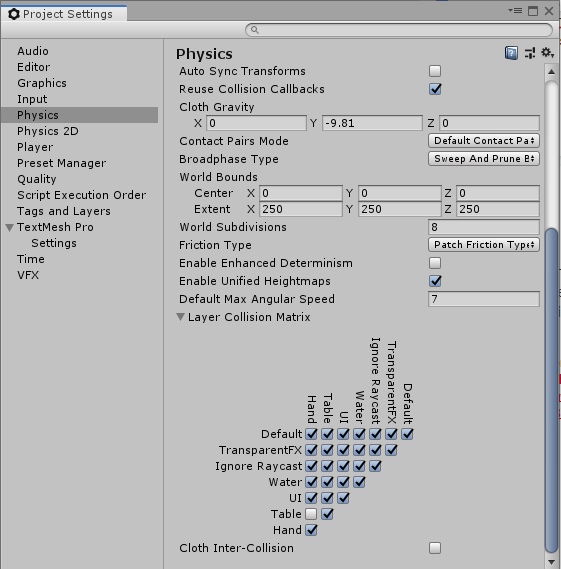 Project Settings
Audio
Editor
Graphics
Input
Physics
Physics 2D
Player
Preset Manager
Quality
Script Execution Order
Tags and Layers
TextMesh Pro
Settings
Time
VFX
Physics
Auto Sync Transforms
Reuse Collision Callbacks
Cloth Gravity
X 0 Y -9.81 Z 0
Contact Pairs Mode Default Contact Pa
Broadphase Type Sweep And Prune B
World Bounds
Center X 0 Y 0 Z 0
Extent X 250 Y 250 Z 250
World Subdivisions 8
Friction Type Patch Friction Type
Enable Enhanced Determinism
Enable Unified Heightmaps
Default Max Angular Speed 7
Layer Collision Matrix
Hand
Table
UI
Water
Ignore Raycast
TransparentFX
Default
Default
TransparentFX
Ignore Raycast
Water
UI
Table
Hand
Cloth Inter-Collision